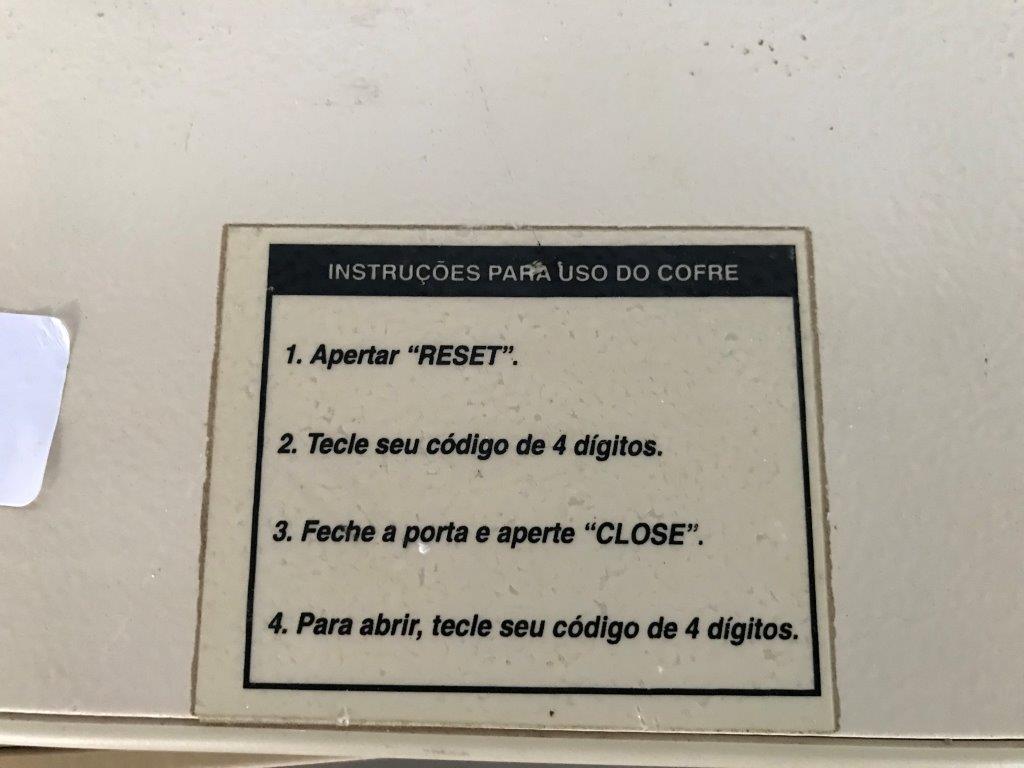 INSTRUÇÕES PARA USO DO COFRE
1. Apertar “RESET”.
2. Tecle seu código de 4 dígitos.
3. Feche a porta e aperte “CLOSE”.
4. Para abrir, tecle seu código de 4 dígitos.